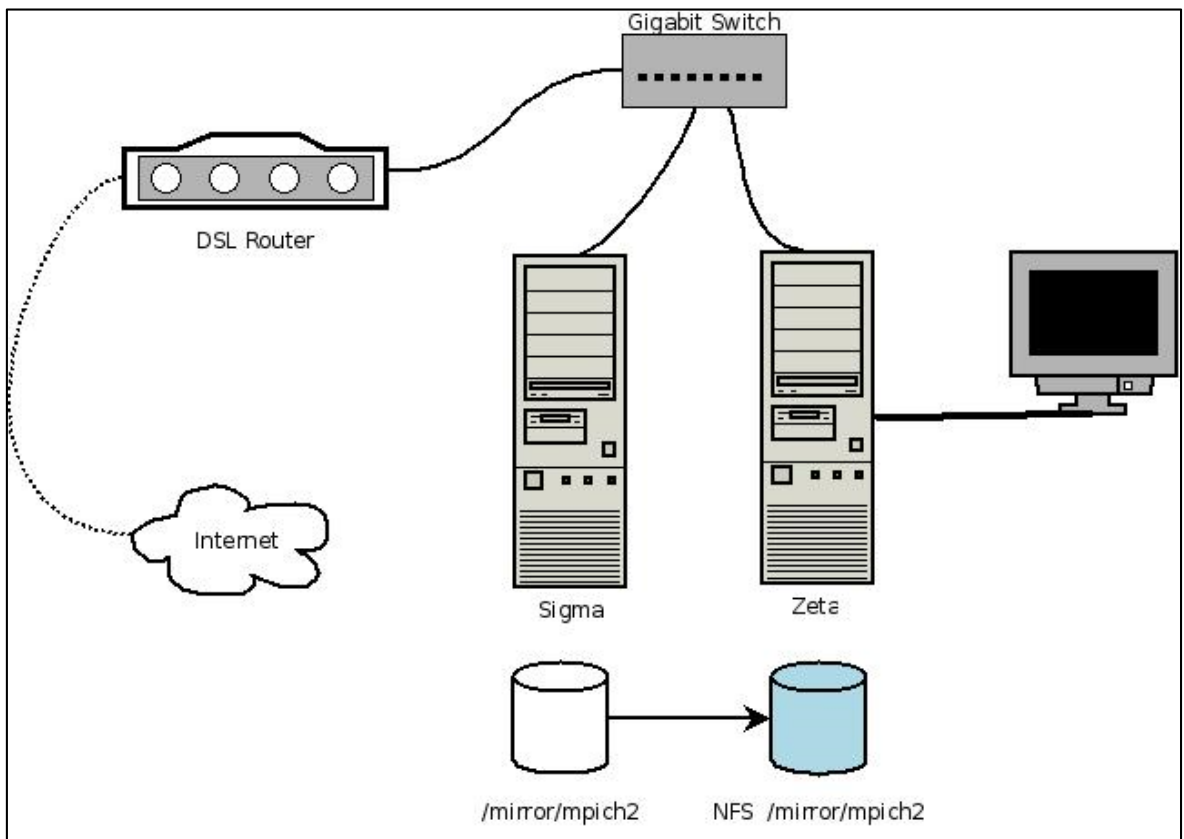 Gigabit Switch
DSL Router
Internet
Sigma
Zeta
/mirror/mpich2
NFS /mirror/mpich2